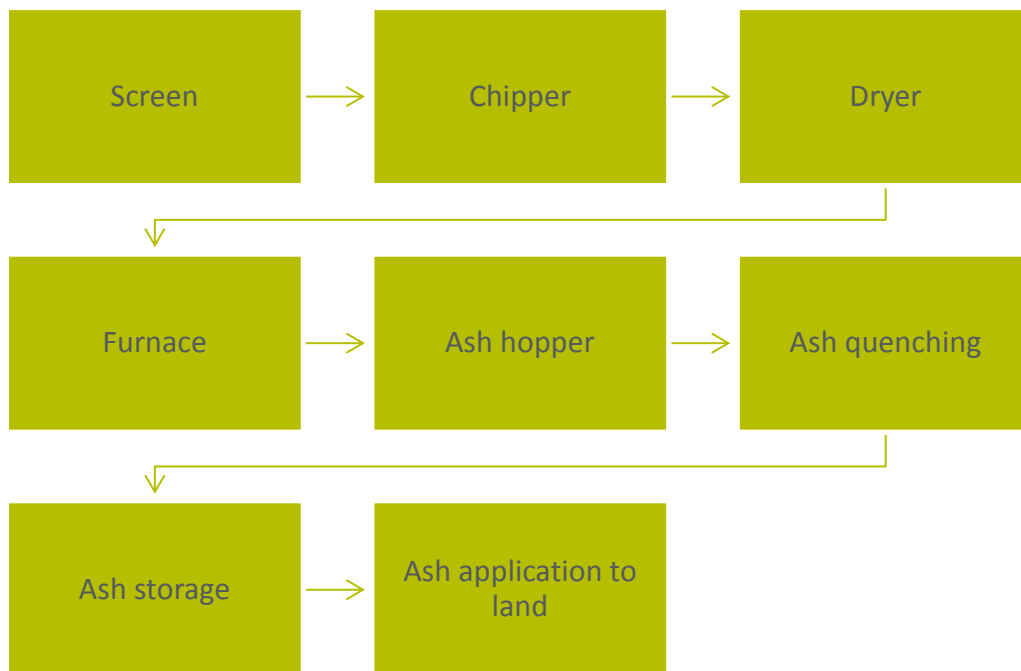 Screen
Chipper
Dryer
Furnace
Ash hopper
Ash quenching
Ash storage
Ash application to
land